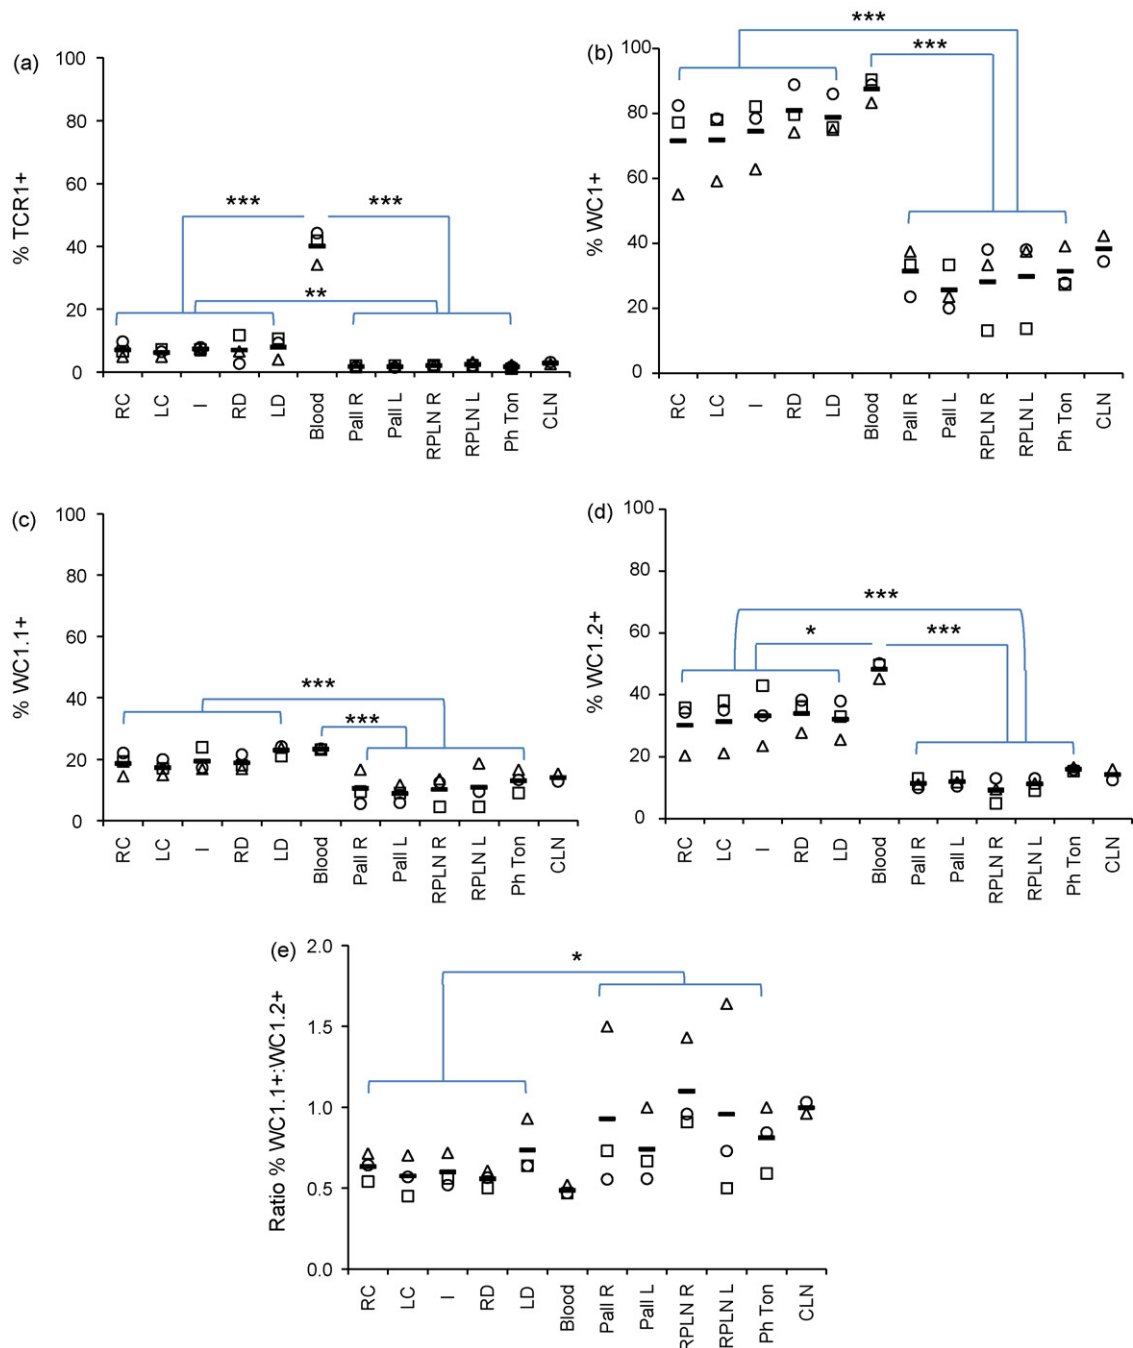 (a)
% TCR1+
100
80
60
40
20
0
***
***
**
RC
LC
I
RD
LD
Blood
Pall R
Pall L
RPLN R
RPLN L
Ph Ton
CLN
(b)
% WC1+
100
80
60
40
20
0
***
***
RC
LC
I
RD
LD
Blood
Pall R
Pall L
RPLN R
RPLN L
Ph Ton
CLN
(c)
% WC1.1+
100
80
60
40
20
0
***
***
RC
LC
I
RD
LD
Blood
Pall R
Pall L
RPLN R
RPLN L
Ph Ton
CLN
(d)
% WC1.2+
100
80
60
40
20
0
***
*
***
RC
LC
I
RD
LD
Blood
Pall R
Pall L
RPLN R
RPLN L
Ph Ton
CLN
(e)
Ratio % WC1.1+:WC1.2+
2.0
1.5
1.0
0.5
0.0
*
RC
LC
I
RD
LD
Blood
Pall R
Pall L
RPLN R
RPLN L
Ph Ton
CLN